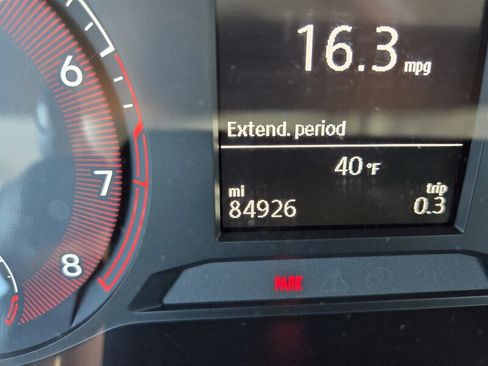 16.3 mpg
Extend. period
40 °F
mi trip
84926 0.3
6
7
8
PARK